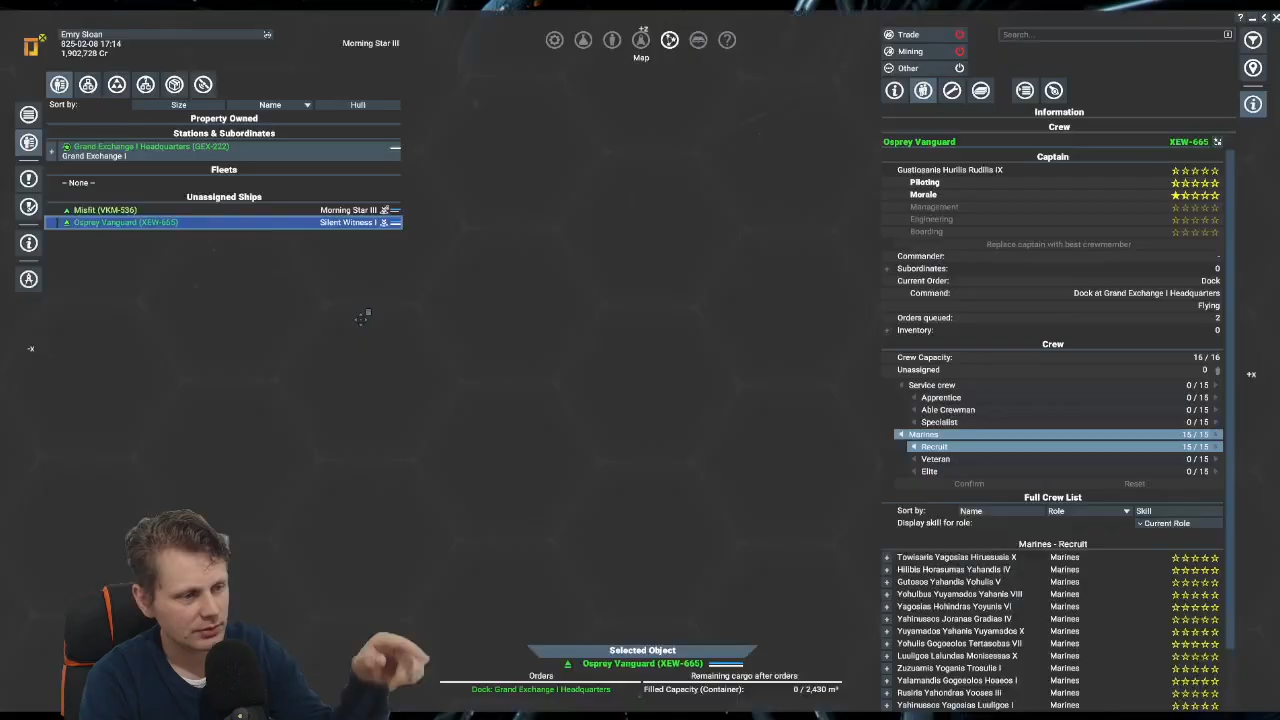 Emry Sloan
825-02-08 17:14
1,902,728 Cr
Morning Star III
+z
Map
Sort by:
Size
Name
Hull
Property Owned
Stations & Subordinates
Grand Exchange I Headquarters (GEX-222)
Grand Exchange I
Fleets
-- None --
Unassigned Ships
Misfit (VKM-536)
Morning Star III
Osprey Vanguard (XEW-665)
Silent Witness I
-x
+x
Selected Object
Osprey Vanguard (XEW-665)
Orders
Remaining cargo after orders
Dock: Grand Exchange I Headquarters
Filled Capacity (Container):
0 / 2,430 m³
Trade
Mining
Other
Search...
Information
Crew
Osprey Vanguard
XEW-665
Captain
Gustiosanis Hurilis Rudilis IX
Piloting
Morale
Management
Engineering
Boarding
Replace captain with best crewmember
Commander:
-
Subordinates:
0
Current Order:
Dock
Command:
Dock at Grand Exchange I Headquarters
Flying
Orders queued:
2
Inventory:
0
Crew
Crew Capacity:
16 / 16
Unassigned
0
Service crew
0 / 15
Apprentice
0 / 15
Able Crewman
0 / 15
Specialist
0 / 15
Marines
15 / 15
Recruit
15 / 15
Veteran
0 / 15
Elite
0 / 15
Confirm
Reset
Full Crew List
Sort by:
Name
Role
Skill
Display skill for role:
Current Role
Marines - Recruit
Towisaris Yagosias Hirussusis X
Marines
Hillbis Horasumas Yahandis IV
Marines
Gutosos Yahandis Yohulis V
Marines
Yohulbus Yuyamados Yahanis VIII
Marines
Yagosias Hohindras Yoyunis VI
Marines
Yahinussos Joranas Gradias IV
Marines
Yuyamados Yahanis Yuyamados X
Marines
Yohulis Gogosolos Tertosobas VII
Marines
Luuligos Lalundas Monisessas X
Marines
Zuzumas Yoganis Trosulis I
Marines
Yalamandis Gogosolos Hoaeos I
Marines
Rusiris Yahondras Yooses III
Marines
Yahinussos Yagosias Luuligos I
Marines